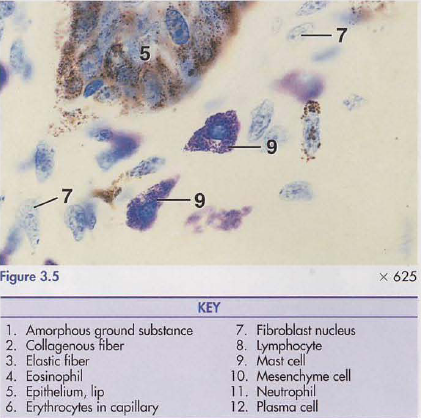 5
7
9
7
9
Figure 3.5 × 625
KEY
1. Amorphous ground substance
2. Collagenous fiber
3. Elastic fiber
4. Eosinophil
5. Epithelium, lip
6. Erythrocytes in capillary
7. Fibroblast nucleus
8. Lymphocyte
9. Mast cell
10. Mesenchyme cell
11. Neutrophil
12. Plasma cell